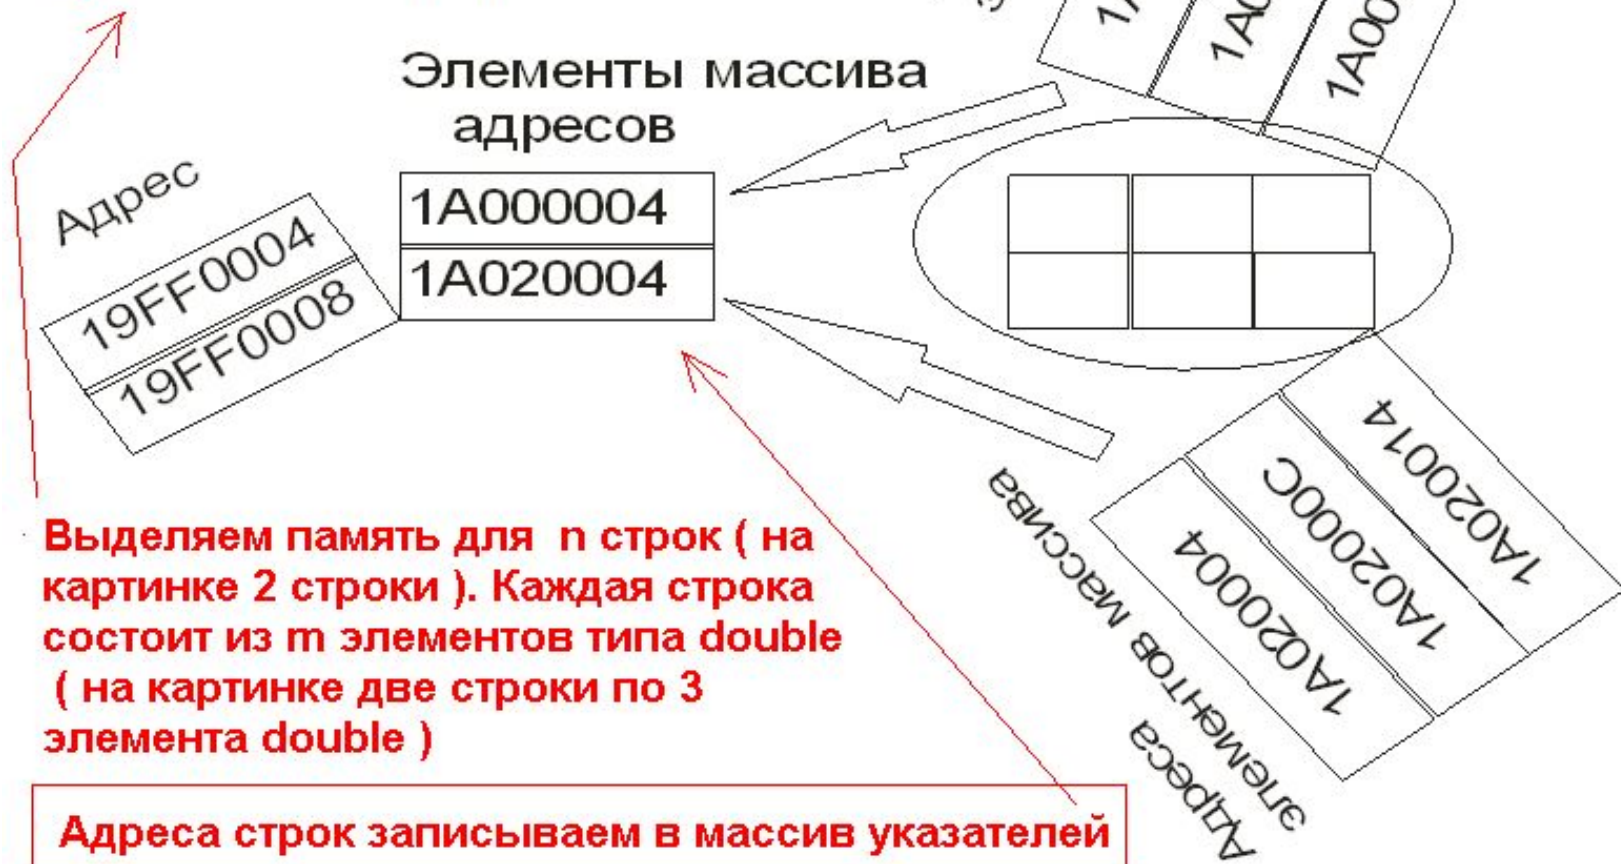 Элементы массива
адресов
Адрес
19FF0004
19FF0008
1A000004
1A020004
1A00
1A020004
1A02000C
1A020014
Адреса
элементов массива
Выделяем память для n строк ( на
картинке 2 строки ). Каждая строка
состоит из m элементов типа double
( на картинке две строки по 3
элемента double )
Адреса строк записываем в массив указателей